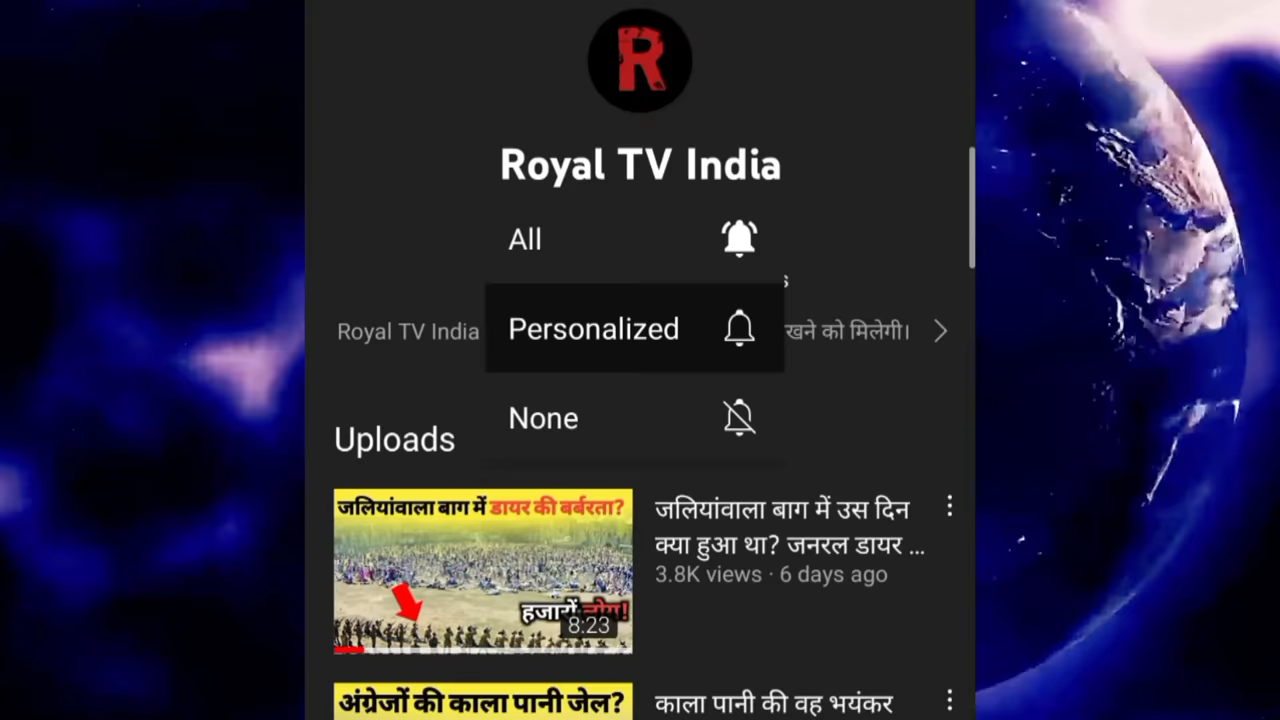 R
Royal TV India
All
s
Royal TV India
Personalized
खने को मिलेगी।
None
Uploads
जलियांवाला बाग में डायर की बर्बरता?
हजारों लोग!
8:23
जलियांवाला बाग में उस दिन
क्या हुआ था? जनरल डायर ...
3.8K views · 6 days ago
अंग्रेजों की काला पानी जेल?
काला पानी की वह भयंकर